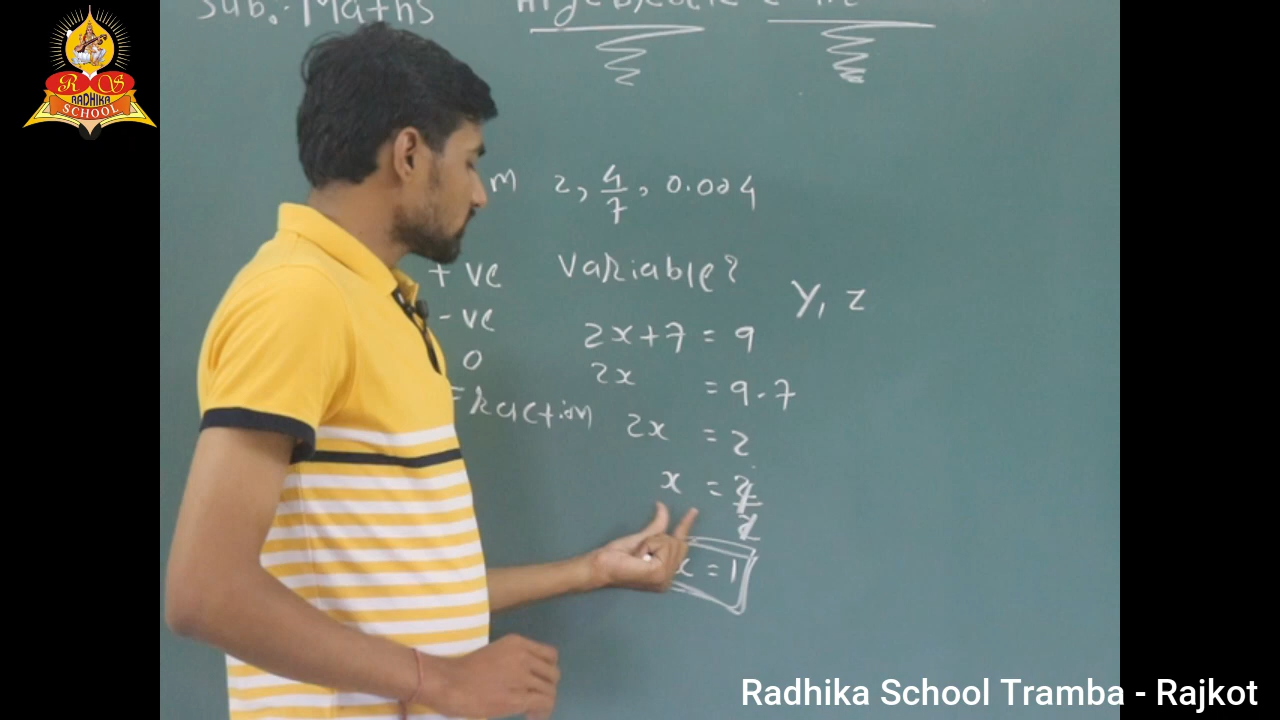 Sub.:- Maths
R S
RADHIKA
SCHOOL
2, 4/7, 0.004
+ ve
- ve
0
Fraction
Variable?
y, z
2x+7 = 9
2x = 9-7
2x = 2
x = 2/2
x = 1
Radhika School Tramba - Rajkot